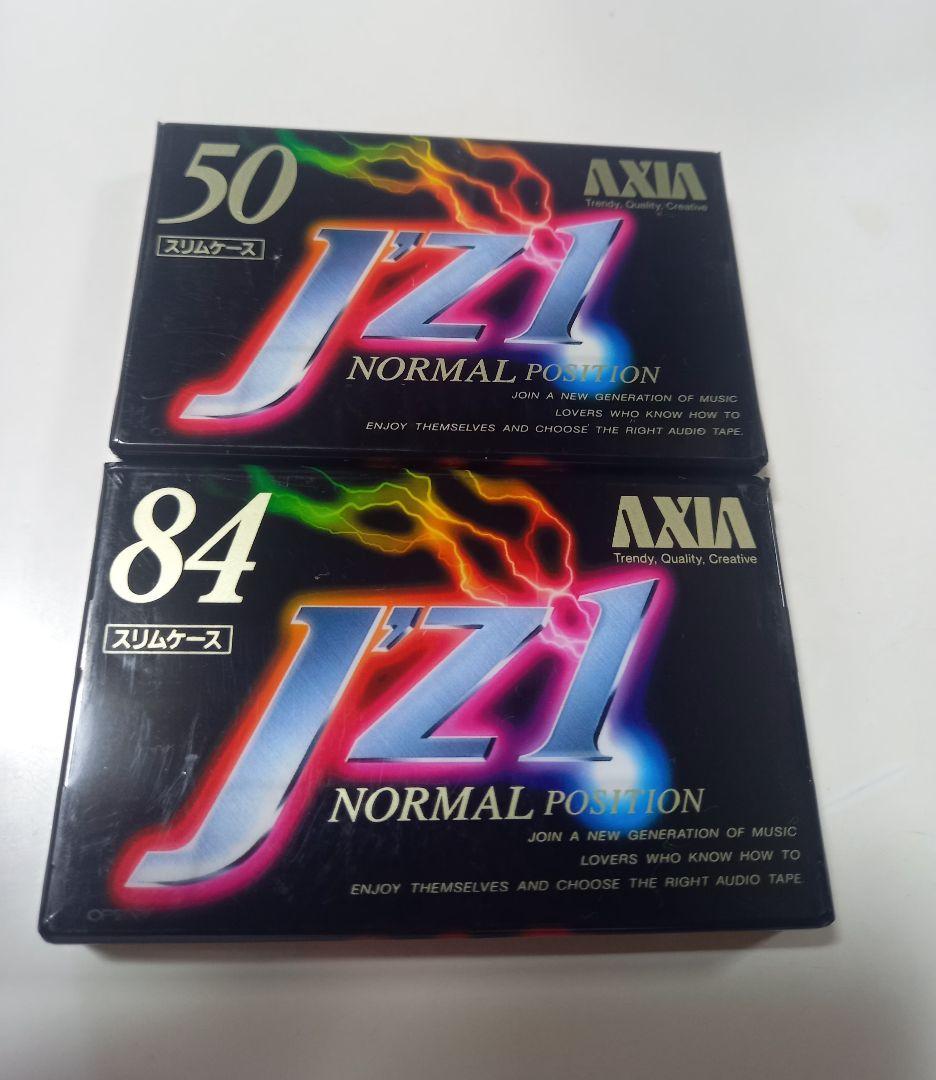 50
AXIA
Trendy, Quality, Creative
スリムケース
J'Z1
NORMAL POSITION
JOIN A NEW GENERATION OF MUSIC
LOVERS WHO KNOW HOW TO
ENJOY THEMSELVES AND CHOOSE THE RIGHT AUDIO TAPE.
84
AXIA
Trendy, Quality, Creative
スリムケース
J'Z1
NORMAL POSITION
JOIN A NEW GENERATION OF MUSIC
LOVERS WHO KNOW HOW TO
ENJOY THEMSELVES AND CHOOSE THE RIGHT AUDIO TAPE